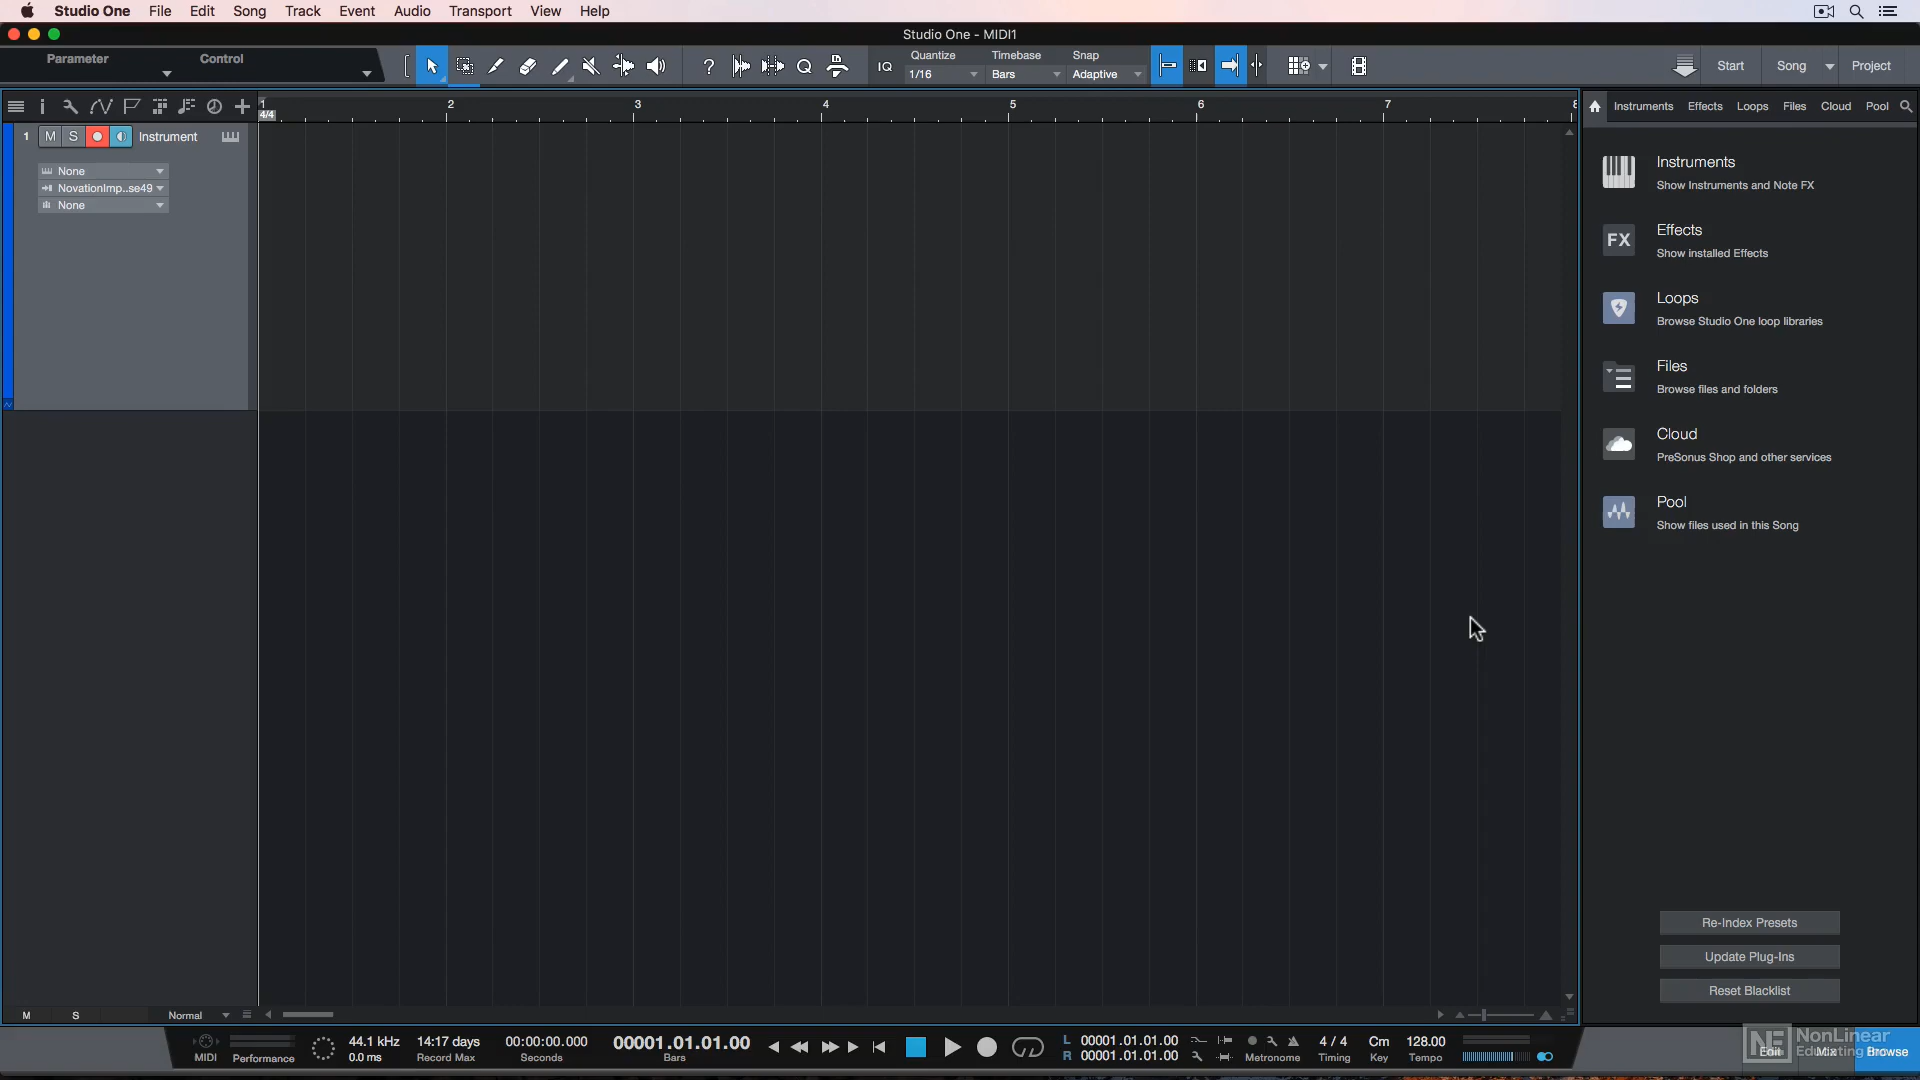 Studio One File Edit Song Track Event Audio Transport View Help
Studio One - MIDI1
Parameter Control
? Q IQ Quantize Timebase Snap
1/16 Bars Adaptive
Start Song Project
1 2 3 4 5 6 7 8
4/4
Instruments Effects Loops Files Cloud Pool
1 M S Instrument
None
NovationImp..se49
None
Instruments
Show Instruments and Note FX
FX
Effects
Show installed Effects
Loops
Browse Studio One loop libraries
Files
Browse files and folders
Cloud
PreSonus Shop and other services
Pool
Show files used in this Song
Re-Index Presets
Update Plug-Ins
Reset Blacklist
M S Normal
MIDI
Performance
44.1 kHz
0.0 ms
14:17 days
Record Max
00:00:00.000
Seconds
00001.01.01.00
Bars
L 00001.01.01.00
R 00001.01.01.00
Metronome
4 / 4
Timing
Cm
Key
128.00
Tempo
NE NonLinear
Edit Mix Browse